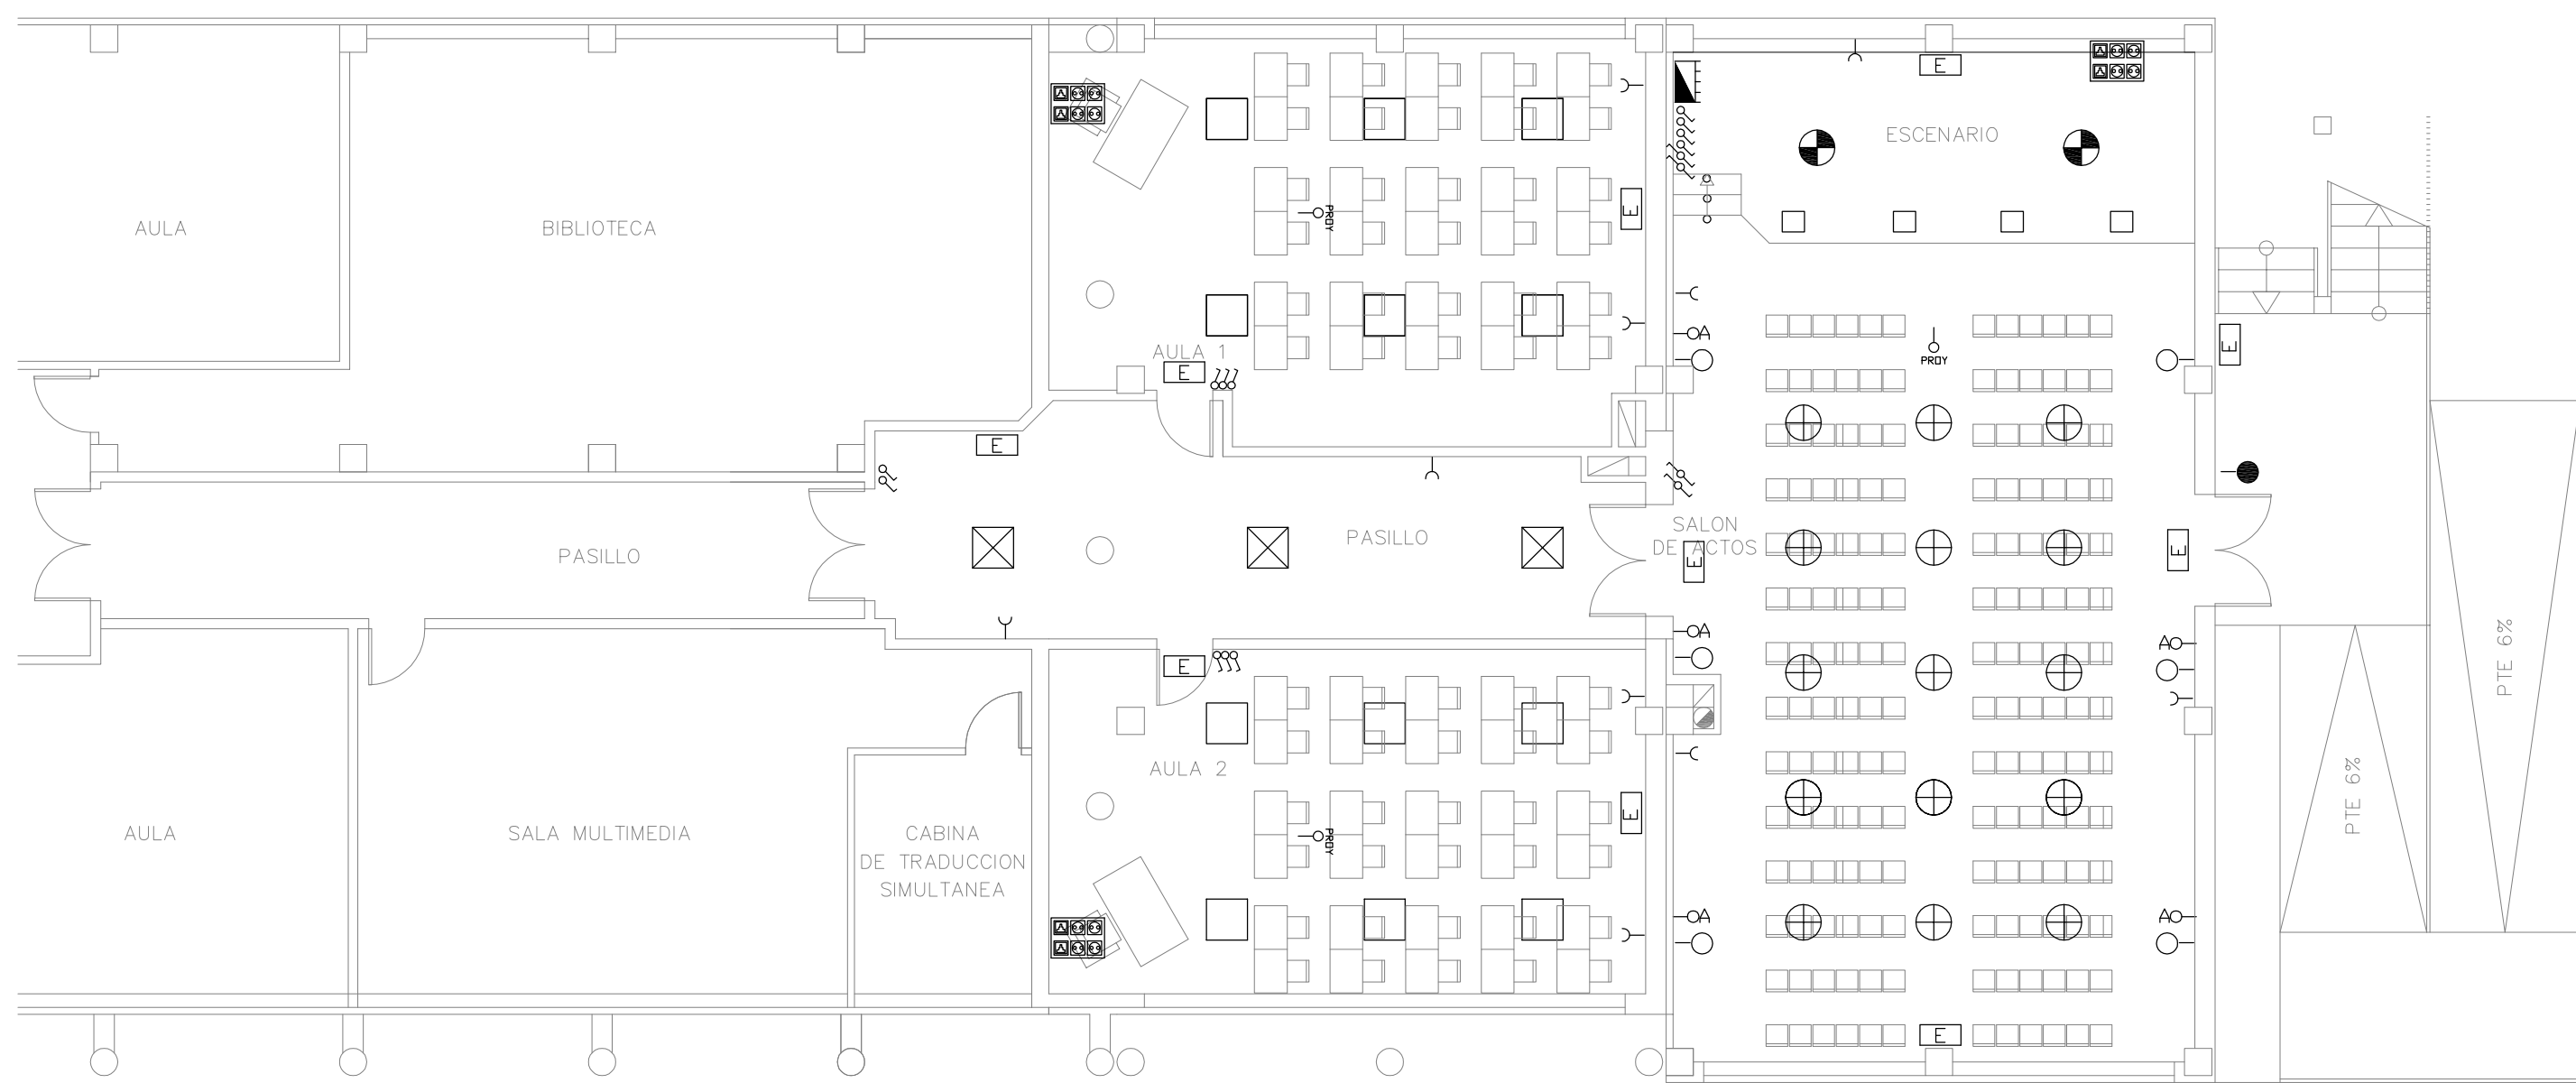 E
ESCENARIO
AULA
BIBLIOTECA
E
PROY
AULA 1
E
A
PROY
E
E
PASILLO
PASILLO
SALON
DE ACTOS
E
E
E
A
A
PTE 6%
AULA 2
PTE 6%
E
AULA
SALA MULTIMEDIA
CABINA
DE TRADUCCION
SIMULTANEA
PROY
A
A
E